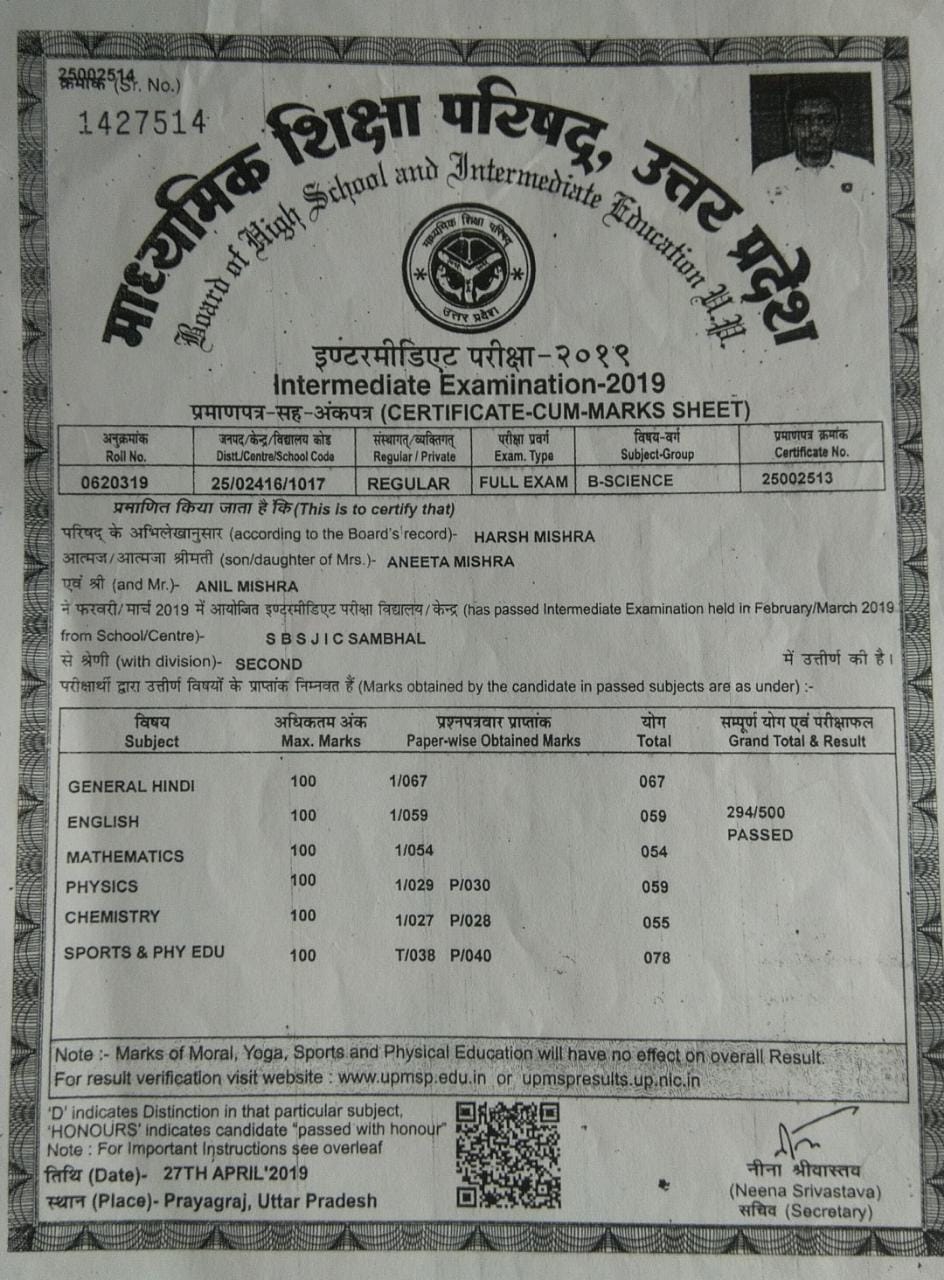 25002514
क्रमांक (Sr. No.)
1427514
माध्यमिक शिक्षा परिषद्, उत्तर प्रदेश
Board of High School and Intermediate Education U.P.
माध्यमिक शिक्षा परिषद्
उत्तर प्रदेश
इण्टरमीडिएट परीक्षा-२०१९
Intermediate Examination-2019
प्रमाणपत्र-सह-अंकपत्र (CERTIFICATE-CUM-MARKS SHEET)
अनुक्रमांक जनपद/केन्द्र/विद्यालय कोड संस्थागत्/व्यक्तिगत् परीक्षा प्रवर्ग विषय-वर्ग प्रमाणपत्र क्रमांक
Roll No. Distt./Centre/School Code Regular / Private Exam. Type Subject-Group Certificate No.
0620319 25/02416/1017 REGULAR FULL EXAM B-SCIENCE 25002513
प्रमाणित किया जाता है कि (This is to certify that)
परिषद् के अभिलेखानुसार (according to the Board's record)- HARSH MISHRA
आत्मज/आत्मजा श्रीमती (son/daughter of Mrs.)- ANEETA MISHRA
एवं श्री (and Mr.)- ANIL MISHRA
ने फरवरी/मार्च 2019 में आयोजित इण्टरमीडिएट परीक्षा विद्यालय/केन्द्र (has passed Intermediate Examination held in February/March 2019
from School/Centre)- S B S J I C SAMBHAL
से श्रेणी (with division)- SECOND में उत्तीर्ण की है।
परीक्षार्थी द्वारा उत्तीर्ण विषयों के प्राप्तांक निम्नवत हैं (Marks obtained by the candidate in passed subjects are as under) :-
विषय अधिकतम अंक प्रश्नपत्रवार प्राप्तांक योग सम्पूर्ण योग एवं परीक्षाफल
Subject Max. Marks Paper-wise Obtained Marks Total Grand Total & Result
GENERAL HINDI 100 1/067 067
ENGLISH 100 1/059 059 294/500
PASSED
MATHEMATICS 100 1/054 054
PHYSICS 100 1/029 P/030 059
CHEMISTRY 100 1/027 P/028 055
SPORTS & PHY EDU 100 T/038 P/040 078
Note :- Marks of Moral, Yoga, Sports and Physical Education will have no effect on overall Result.
For result verification visit website : www.upmsp.edu.in or upmspresults.up.nic.in
'D' indicates Distinction in that particular subject,
'HONOURS' indicates candidate "passed with honour"
Note : For Important Instructions see overleaf
तिथि (Date)- 27TH APRIL'2019
स्थान (Place)- Prayagraj, Uttar Pradesh
नीना श्रीवास्तव
(Neena Srivastava)
सचिव (Secretary)